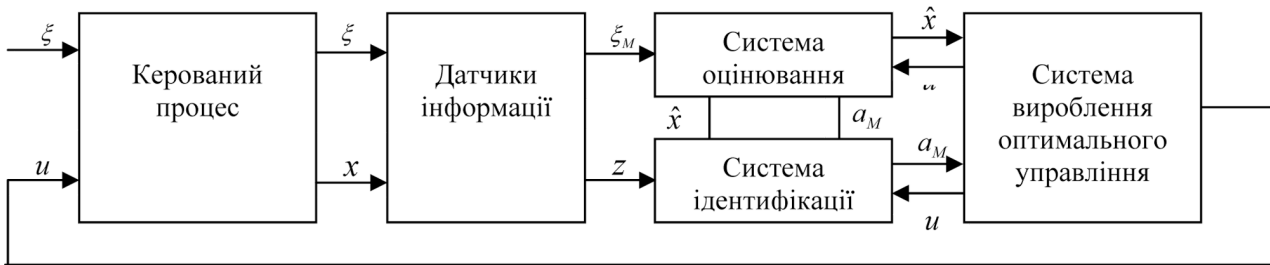 ξ
Керований
процес
u
ξ
x
Датчики
інформації
ξ_M
z
Система
оцінювання
x̂
a_M
Система
ідентифікації
x̂
a_M
u
Система
вироблення
оптимального
управління